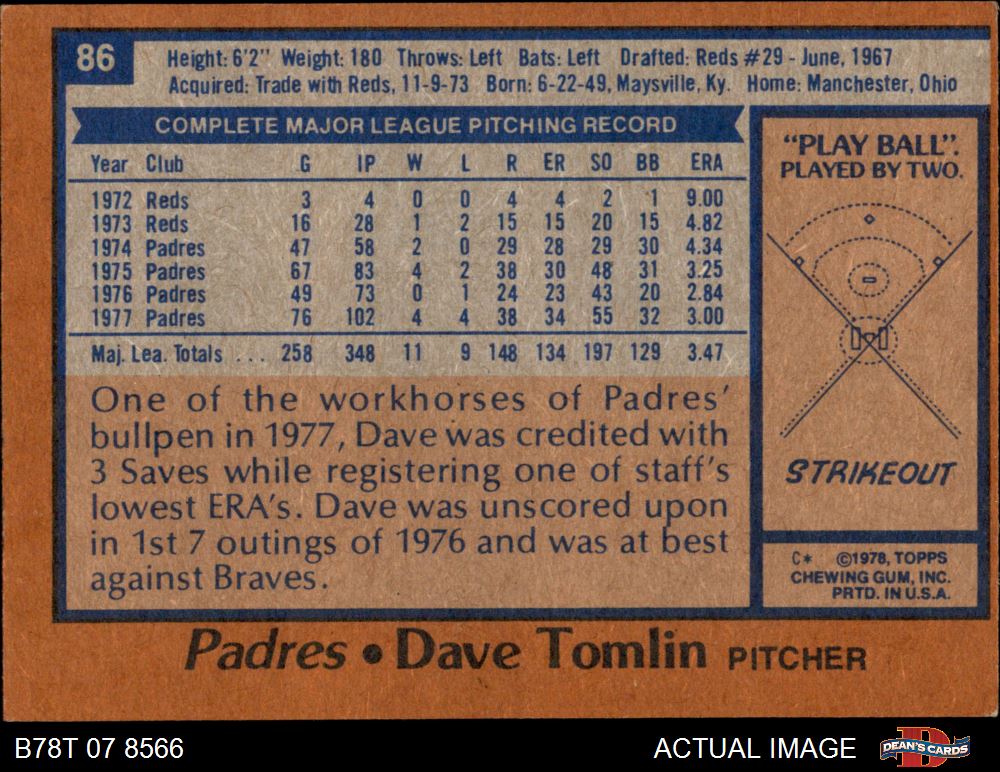 86
Height: 6'2" Weight: 180 Throws: Left Bats: Left Drafted: Reds #29 - June, 1967
Acquired: Trade with Reds, 11-9-73 Born: 6-22-49, Maysville, Ky. Home: Manchester, Ohio
COMPLETE MAJOR LEAGUE PITCHING RECORD
Year Club G IP W L R ER SO BB ERA
1972 Reds 3 4 0 0 4 4 2 1 9.00
1973 Reds 16 28 1 2 15 15 20 15 4.82
1974 Padres 47 58 2 0 29 28 29 30 4.34
1975 Padres 67 83 4 2 38 30 48 31 3.25
1976 Padres 49 73 0 1 24 23 43 20 2.84
1977 Padres 76 102 4 4 38 34 55 32 3.00
Maj. Lea. Totals ... 258 348 11 9 148 134 197 129 3.47
One of the workhorses of Padres'
bullpen in 1977, Dave was credited with
3 Saves while registering one of staff's
lowest ERA's. Dave was unscored upon
in 1st 7 outings of 1976 and was at best
against Braves.
"PLAY BALL".
PLAYED BY TWO.
STRIKEOUT
C* ©1978, TOPPS
CHEWING GUM, INC.
PRTD. IN U.S.A.
Padres • Dave Tomlin PITCHER
B78T 07 8566
ACTUAL IMAGE
D
DEAN'S CARDS